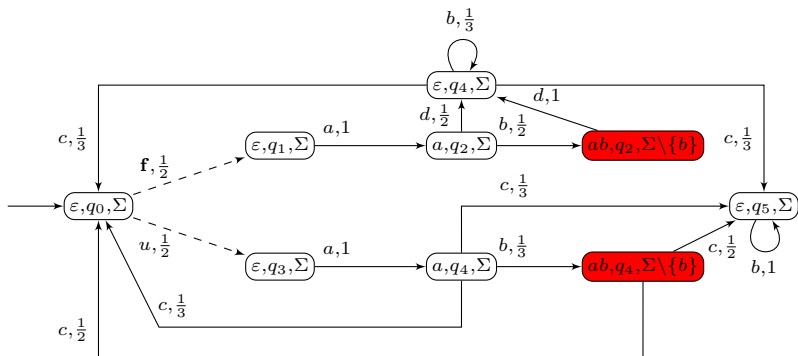 b, 1/3
ε,q₄,Σ
c, 1/3
d, 1/2
d,1
c, 1/3
f, 1/2
ε,q₁,Σ
a,1
a,q₂,Σ
b, 1/2
ab,q₂,Σ\{b}
ε,q₀,Σ
c, 1/3
ε,q₅,Σ
u, 1/2
ε,q₃,Σ
a,1
a,q₄,Σ
b, 1/3
ab,q₄,Σ\{b}
c, 1/2
b,1
c, 1/3
c, 1/2